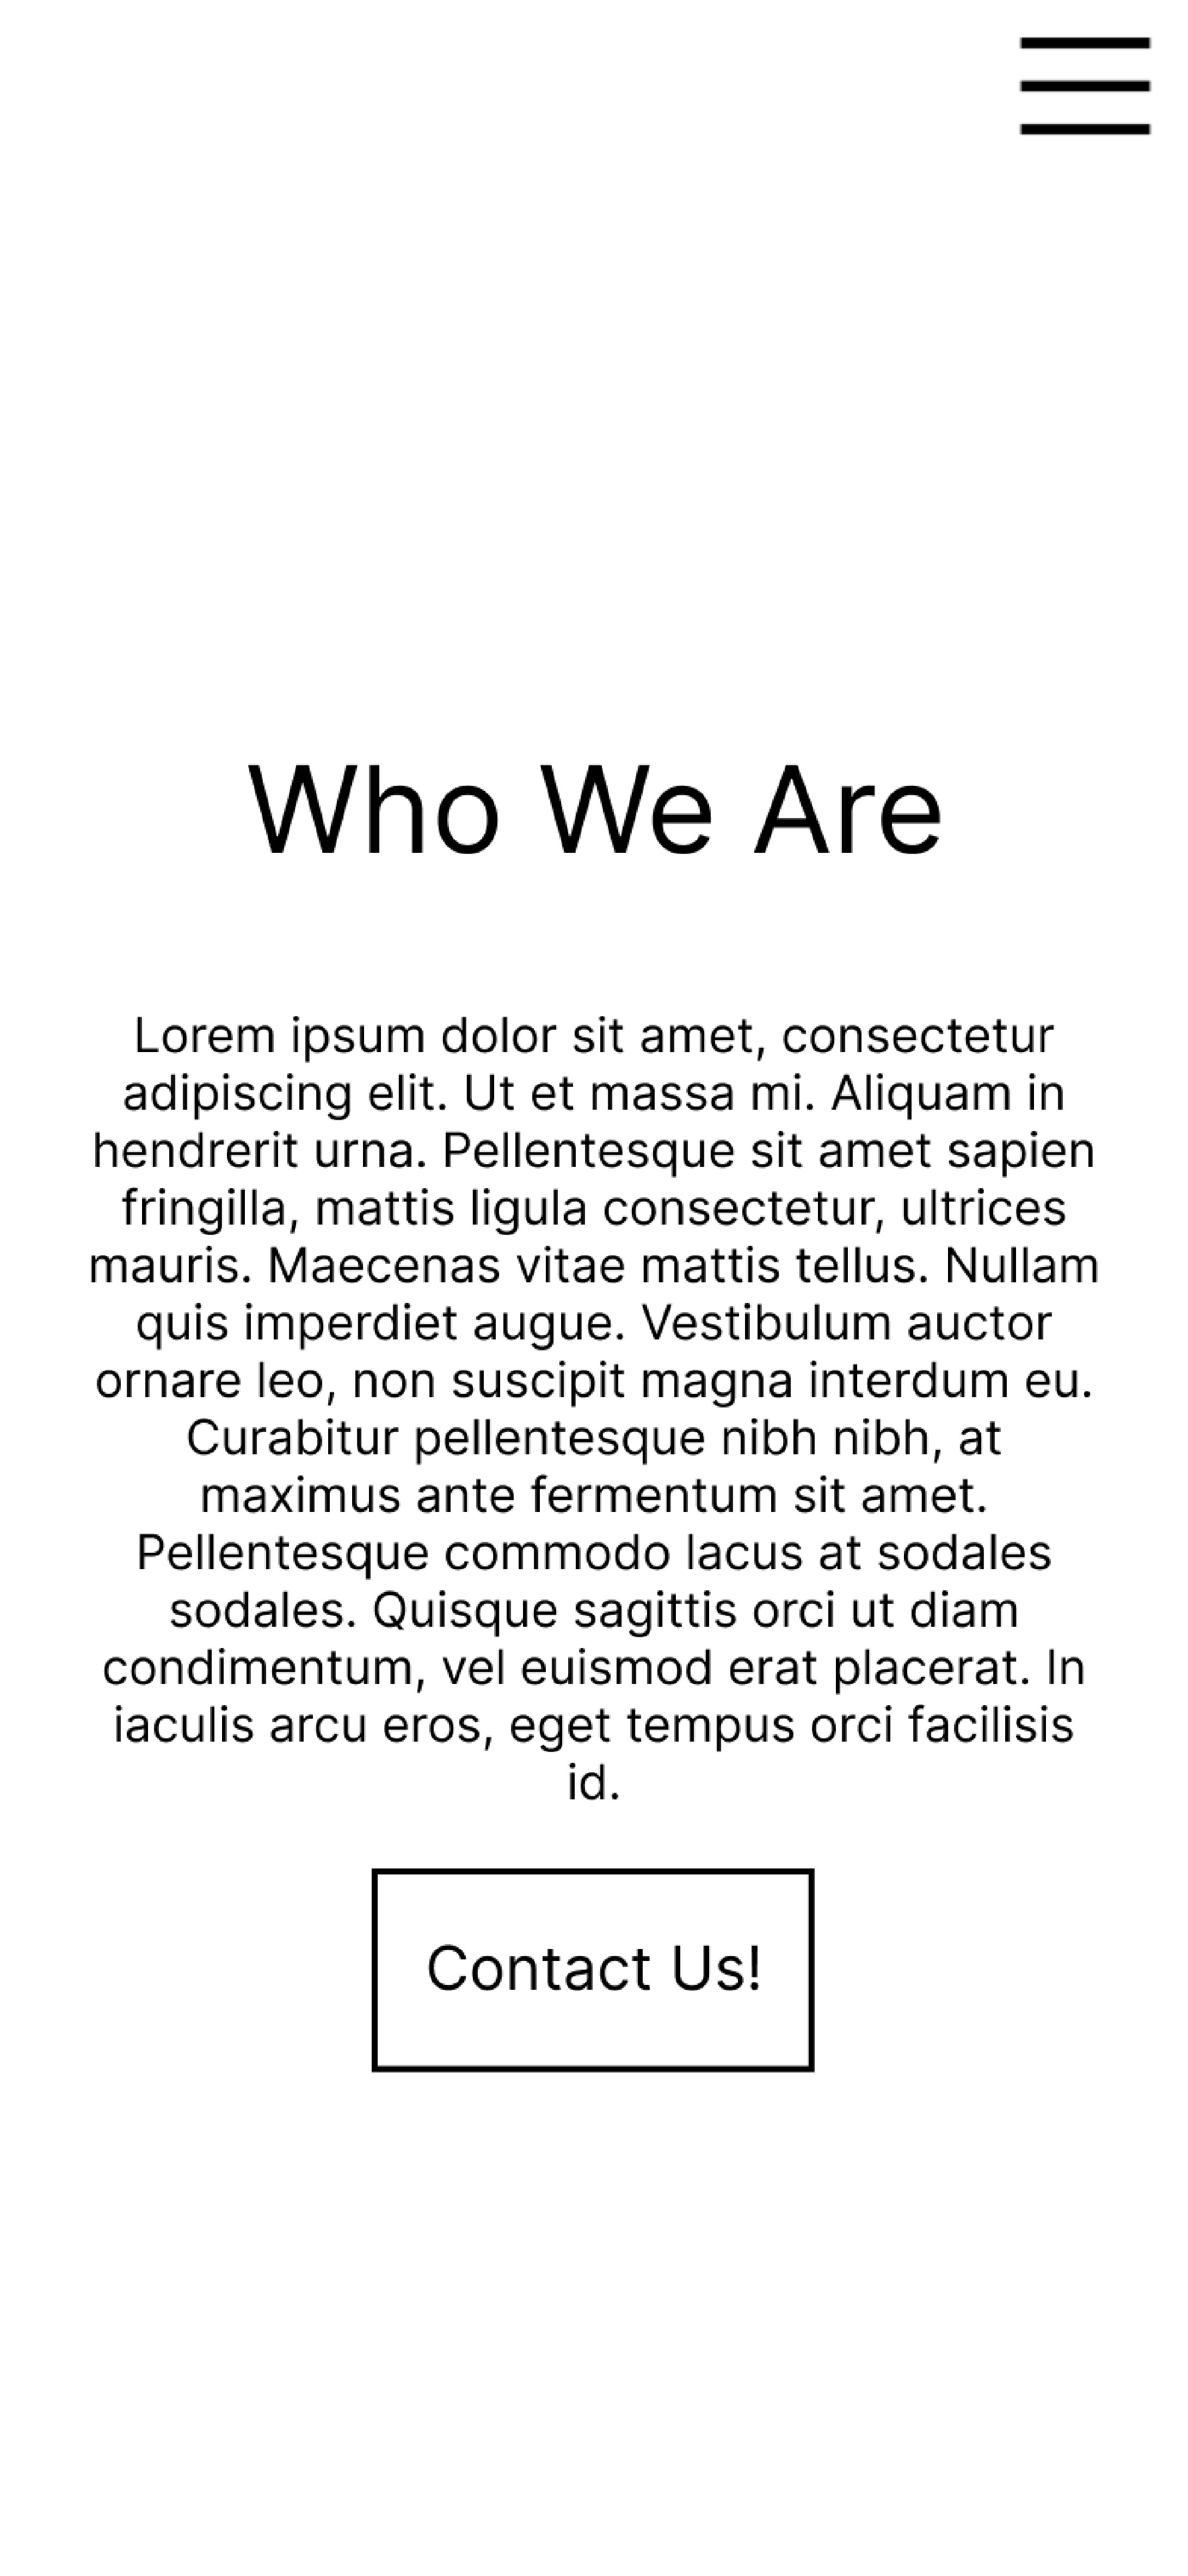 Who We Are
Lorem ipsum dolor sit amet, consectetur
adipiscing elit. Ut et massa mi. Aliquam in
hendrerit urna. Pellentesque sit amet sapien
fringilla, mattis ligula consectetur, ultrices
mauris. Maecenas vitae mattis tellus. Nullam
quis imperdiet augue. Vestibulum auctor
ornare leo, non suscipit magna interdum eu.
Curabitur pellentesque nibh nibh, at
maximus ante fermentum sit amet.
Pellentesque commodo lacus at sodales
sodales. Quisque sagittis orci ut diam
condimentum, vel euismod erat placerat. In
iaculis arcu eros, eget tempus orci facilisis
id.
Contact Us!